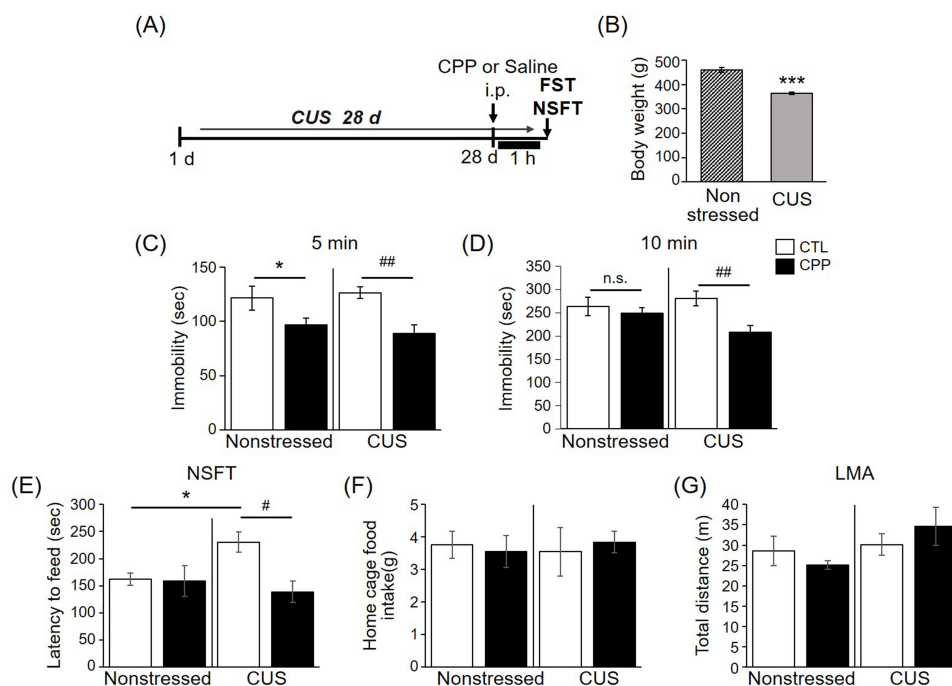 (A)
CPP or Saline
i.p.
FST
NSFT
CUS 28 d
1 d
28 d
1 h
(B)
Body weight (g)
500
400
300
200
100
0
***
Non
stressed
CUS
(C)
5 min
Immobility (sec)
150
100
50
0
*
##
Nonstressed
CUS
(D)
10 min
Immobility (sec)
350
300
250
200
150
100
50
0
n.s.
##
Nonstressed
CUS
CTL
CPP
(E)
NSFT
Latency to feed (sec)
300
250
200
150
100
50
0
*
#
Nonstressed
CUS
(F)
Home cage food
intake(g)
5
4
3
2
1
0
Nonstressed
CUS
(G)
LMA
Total distance (m)
40
35
30
25
20
15
10
5
0
Nonstressed
CUS